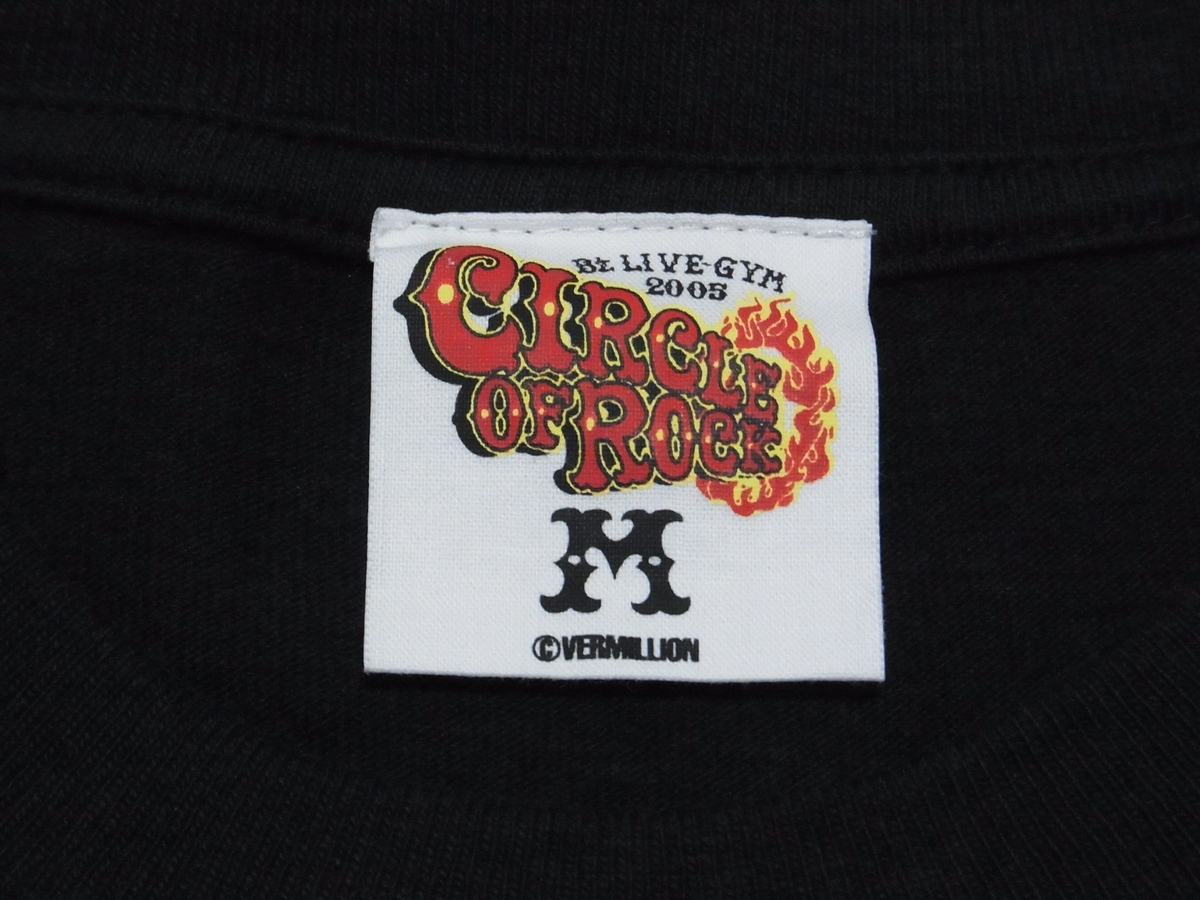 B'z LIVE-GYM
2005
CIRCLE
OF ROCK
M
©VERMILLION